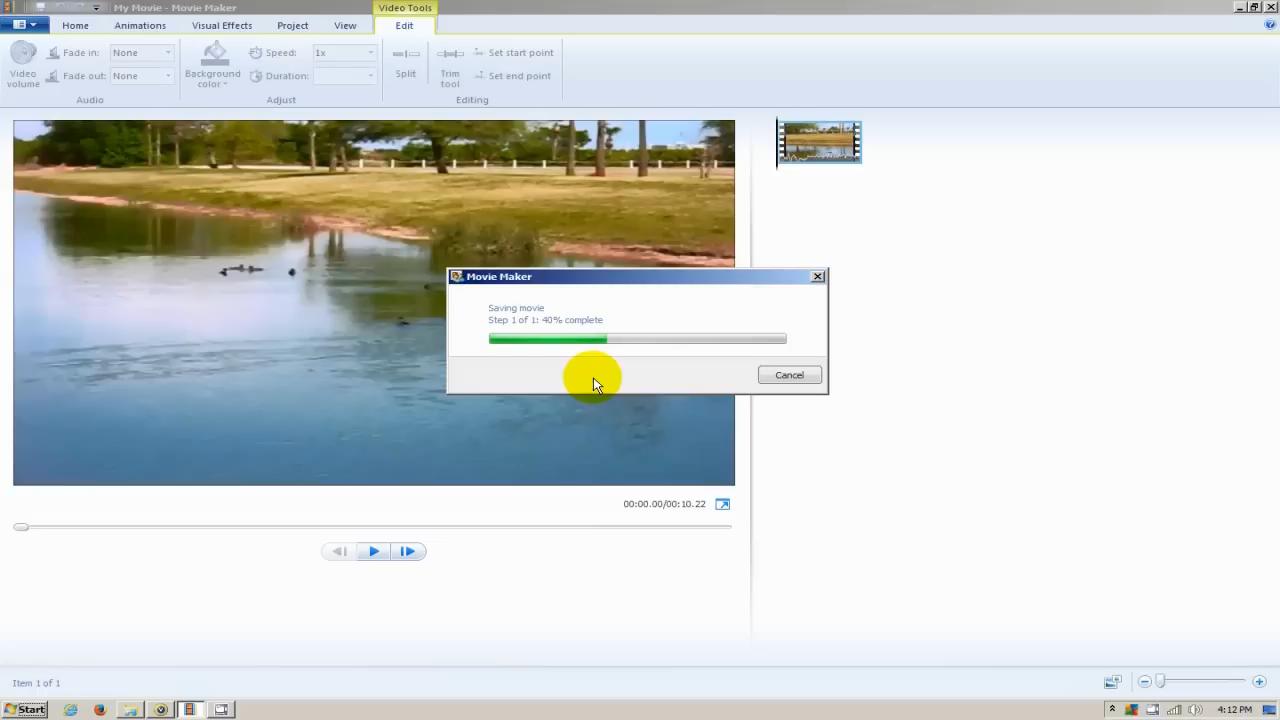 My Movie - Movie Maker
Video Tools
Home
Animations
Visual Effects
Project
View
Edit
Video volume
Fade in:
None
Fade out:
None
Audio
Background color
Speed:
1x
Duration:
Adjust
Split
Trim tool
Set start point
Set end point
Editing
Movie Maker
Saving movie
Step 1 of 1: 40% complete
Cancel
00:00.00/00:10.22
Item 1 of 1
Start
4:12 PM